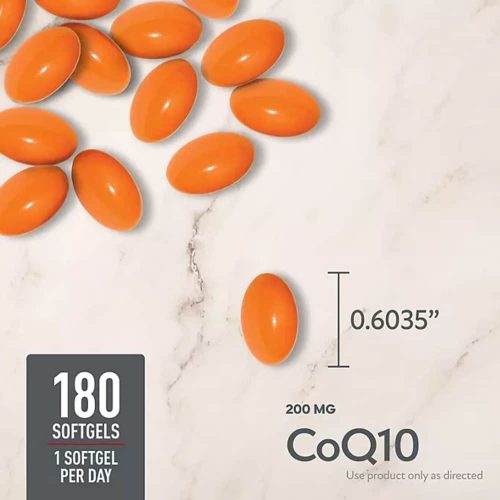 0.6035”
180
SOFTGELS
1 SOFTGEL
PER DAY
200 MG
CoQ10
Use product only as directed